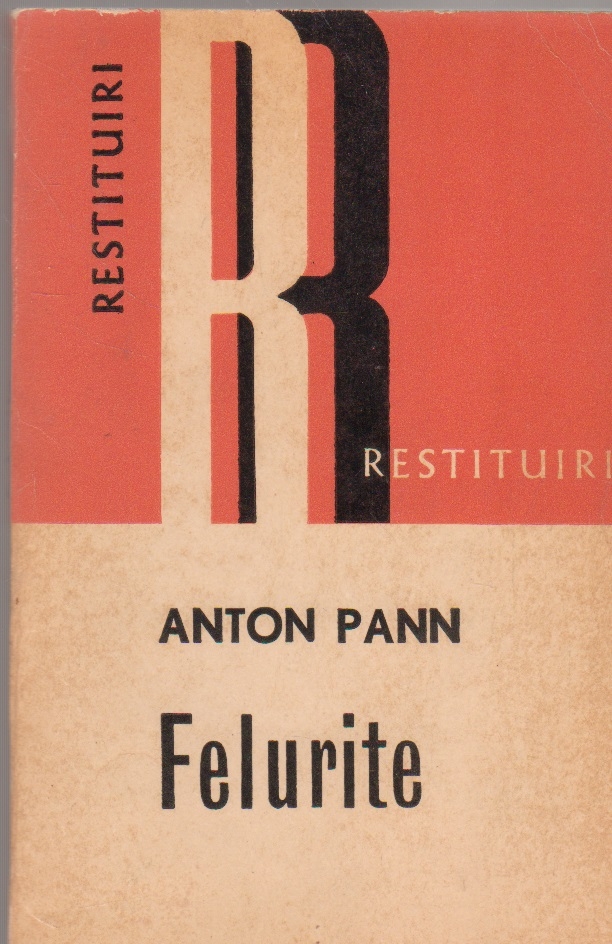 RESTITUIRI
R
RESTITUIRI
ANTON PANN
Felurite